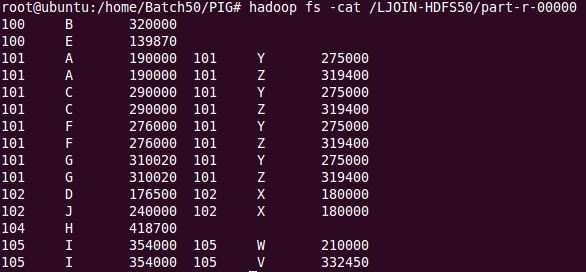 root@ubuntu:/home/Batch50/PIG# hadoop fs -cat /LJOIN-HDFS50/part-r-00000
100 B 320000
100 E 139870
101 A 190000 101 Y 275000
101 A 190000 101 Z 319400
101 C 290000 101 Y 275000
101 C 290000 101 Z 319400
101 F 276000 101 Y 275000
101 F 276000 101 Z 319400
101 G 310020 101 Y 275000
101 G 310020 101 Z 319400
102 D 176500 102 X 180000
102 J 240000 102 X 180000
104 H 418700
105 I 354000 105 W 210000
105 I 354000 105 V 332450